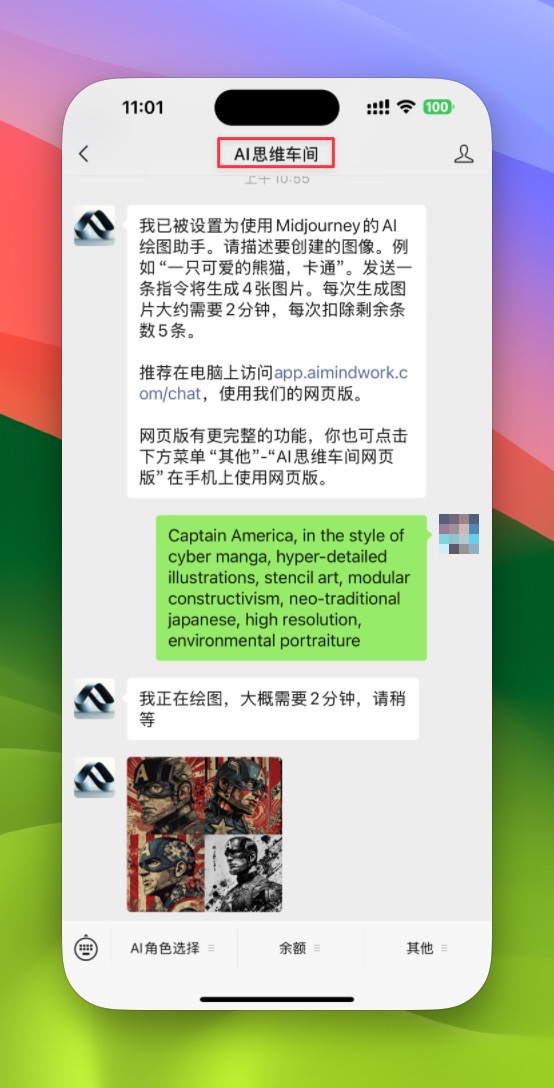 11:01
100
AI思维车间
上午 10:55
我已被设置为使用Midjourney的AI
绘图助手。请描述要创建的图像。例
如“一只可爱的熊猫，卡通”。发送一
条指令将生成4张图片。每次生成图
片大约需要2分钟，每次扣除剩余条
数5条。
推荐在电脑上访问app.aimindwork.c
om/chat，使用我们的网页版。
网页版有更完整的功能，你也可点击
下方菜单“其他”-“AI思维车间网页
版”在手机上使用网页版。
Captain America, in the style of
cyber manga, hyper-detailed
illustrations, stencil art, modular
constructivism, neo-traditional
japanese, high resolution,
environmental portraiture
我正在绘图，大概需要2分钟，请稍
等
AI角色选择
余额
其他